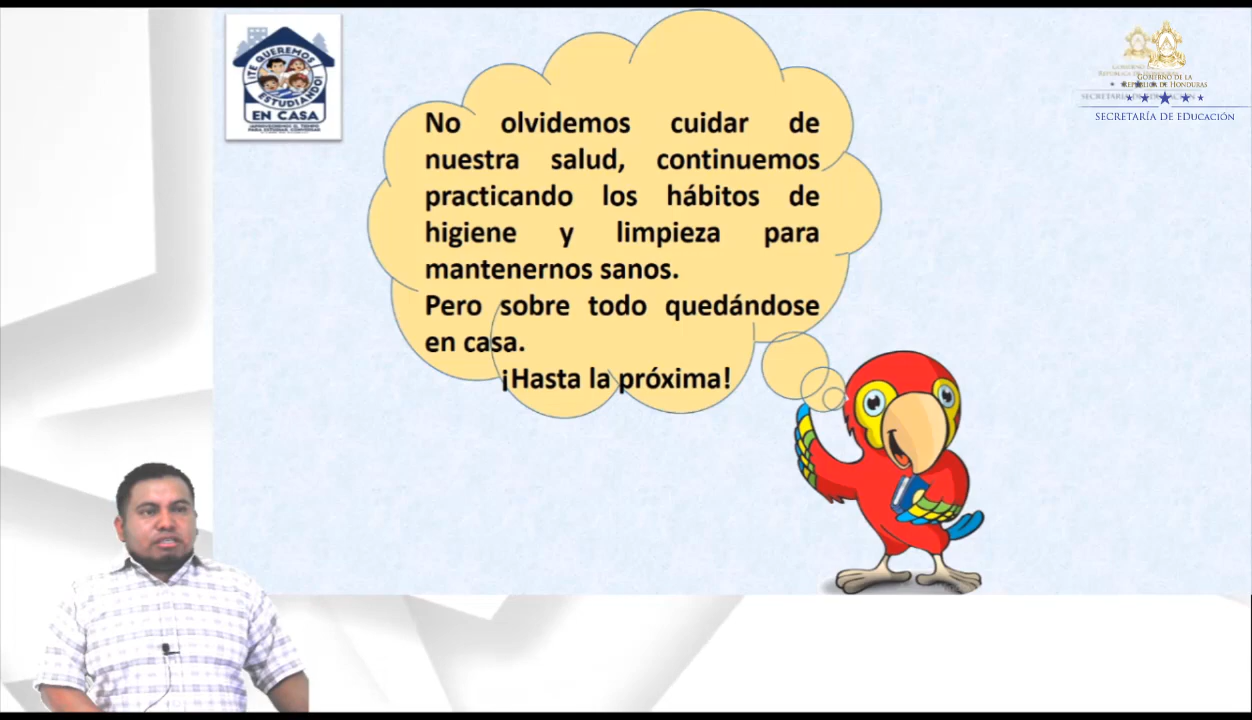 ¡TE QUEREMOS
ESTUDIANDO!
EN CASA
No olvidemos cuidar de
nuestra salud, continuemos
practicando los hábitos de
higiene y limpieza para
mantenernos sanos.
Pero sobre todo quedándose
en casa.
¡Hasta la próxima!
GOBIERNO DE LA
REPÚBLICA DE HONDURAS
SECRETARÍA DE EDUCACIÓN